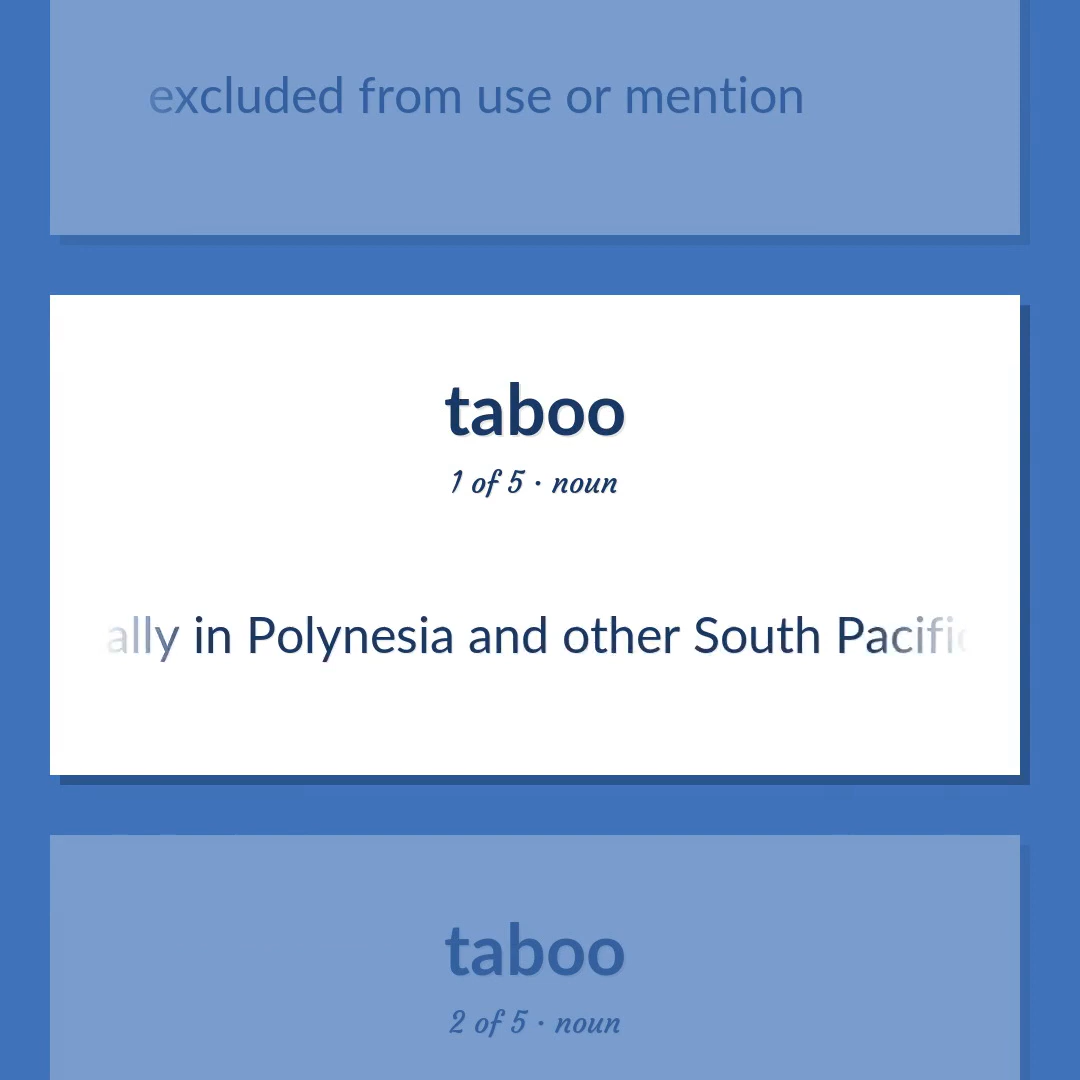 excluded from use or mention
taboo
1 of 5 · noun
ally in Polynesia and other South Pacific
taboo
2 of 5 · noun